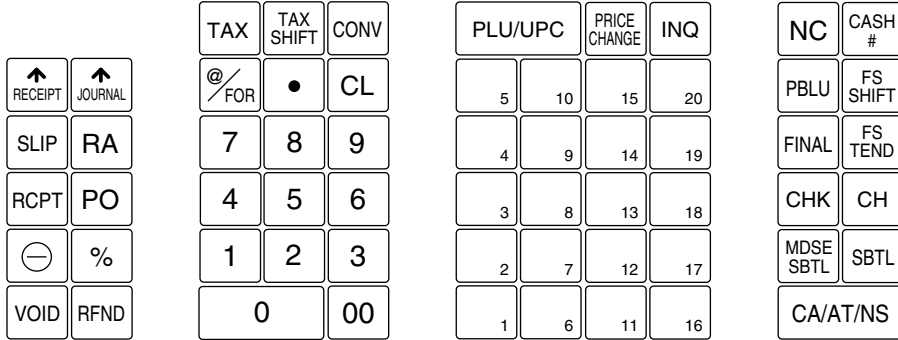 TAX TAX SHIFT CONV PLU/UPC PRICE CHANGE INQ NC CASH #
RECEIPT JOURNAL @/FOR • CL 5 10 15 20 PBLU FS SHIFT
SLIP RA 7 8 9 4 9 14 19 FINAL FS TEND
RCPT PO 4 5 6 3 8 13 18 CHK CH
⊖ % 1 2 3 2 7 12 17 MDSE SBTL SBTL
VOID RFND 0 00 1 6 11 16 CA/AT/NS